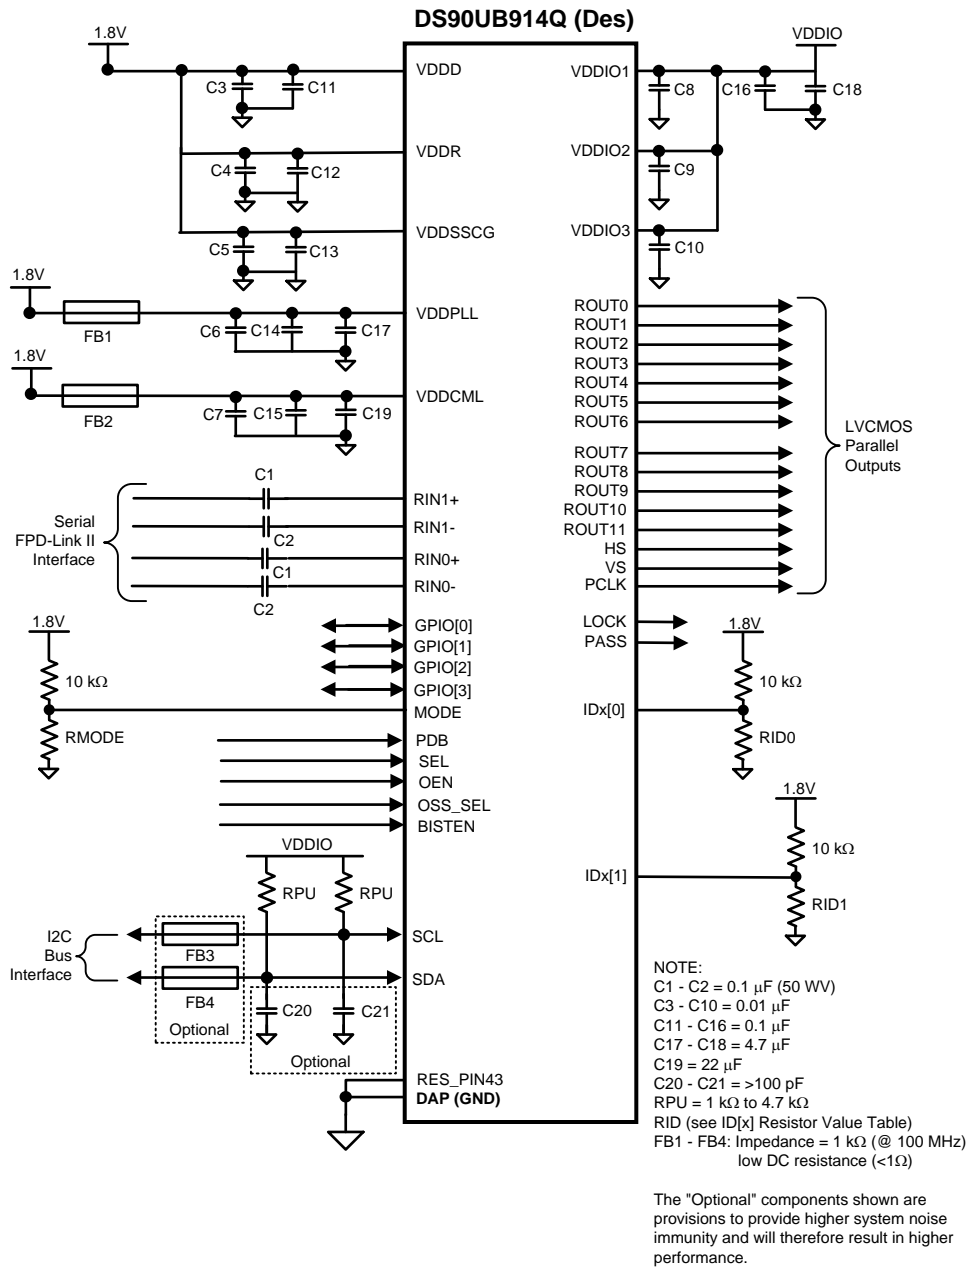 DS90UB914Q (Des)
1.8V
VDDIO
VDDD
VDDIO1
C3
C11
C8
C16
C18
VDDR
VDDIO2
C4
C12
C9
VDDSSCG
VDDIO3
C5
C13
C10
1.8V
VDDPLL
FB1
C6
C14
C17
1.8V
VDDCML
FB2
C7
C15
C19
ROUT0
ROUT1
ROUT2
ROUT3
ROUT4
ROUT5
ROUT6
ROUT7
ROUT8
ROUT9
ROUT10
ROUT11
HS
VS
PCLK
LVCMOS
Parallel
Outputs
Serial
FPD-Link II
Interface
C1
RIN1+
RIN1-
C2
RIN0+
C1
RIN0-
C2
LOCK
PASS
1.8V
10 kΩ
RMODE
GPIO[0]
GPIO[1]
GPIO[2]
GPIO[3]
MODE
1.8V
10 kΩ
IDx[0]
RID0
PDB
SEL
OEN
OSS_SEL
BISTEN
1.8V
10 kΩ
IDx[1]
RID1
VDDIO
RPU
RPU
I2C
Bus
Interface
FB3
SCL
FB4
SDA
Optional
C20
C21
Optional
RES_PIN43
DAP (GND)
NOTE:
C1 - C2 = 0.1 μF (50 WV)
C3 - C10 = 0.01 μF
C11 - C16 = 0.1 μF
C17 - C18 = 4.7 μF
C19 = 22 μF
C20 - C21 = >100 pF
RPU = 1 kΩ to 4.7 kΩ
RID (see ID[x] Resistor Value Table)
FB1 - FB4: Impedance = 1 kΩ (@ 100 MHz)
low DC resistance (<1Ω)
The "Optional" components shown are
provisions to provide higher system noise
immunity and will therefore result in higher
performance.